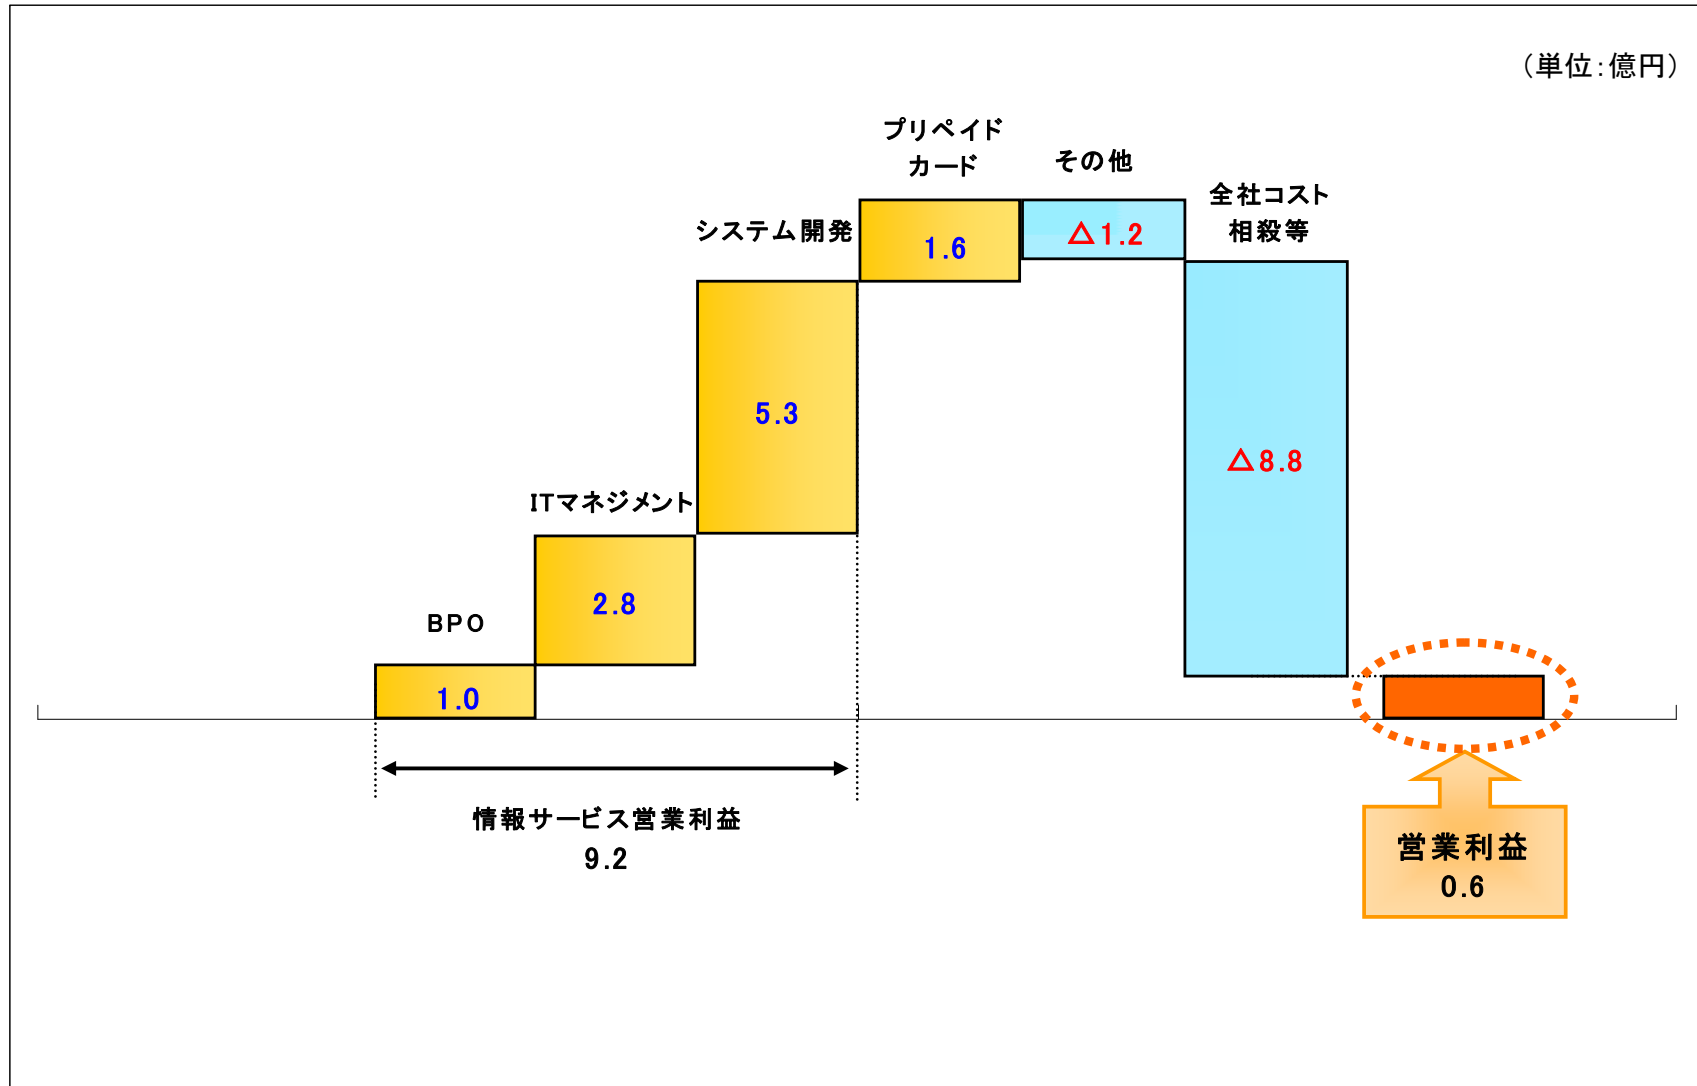 （単位：億円）
プリペイド
カード
その他
全社コスト
相殺等
システム開発
1.6
△1.2
5.3
△8.8
ITマネジメント
2.8
BPO
1.0
情報サービス営業利益
9.2
営業利益
0.6